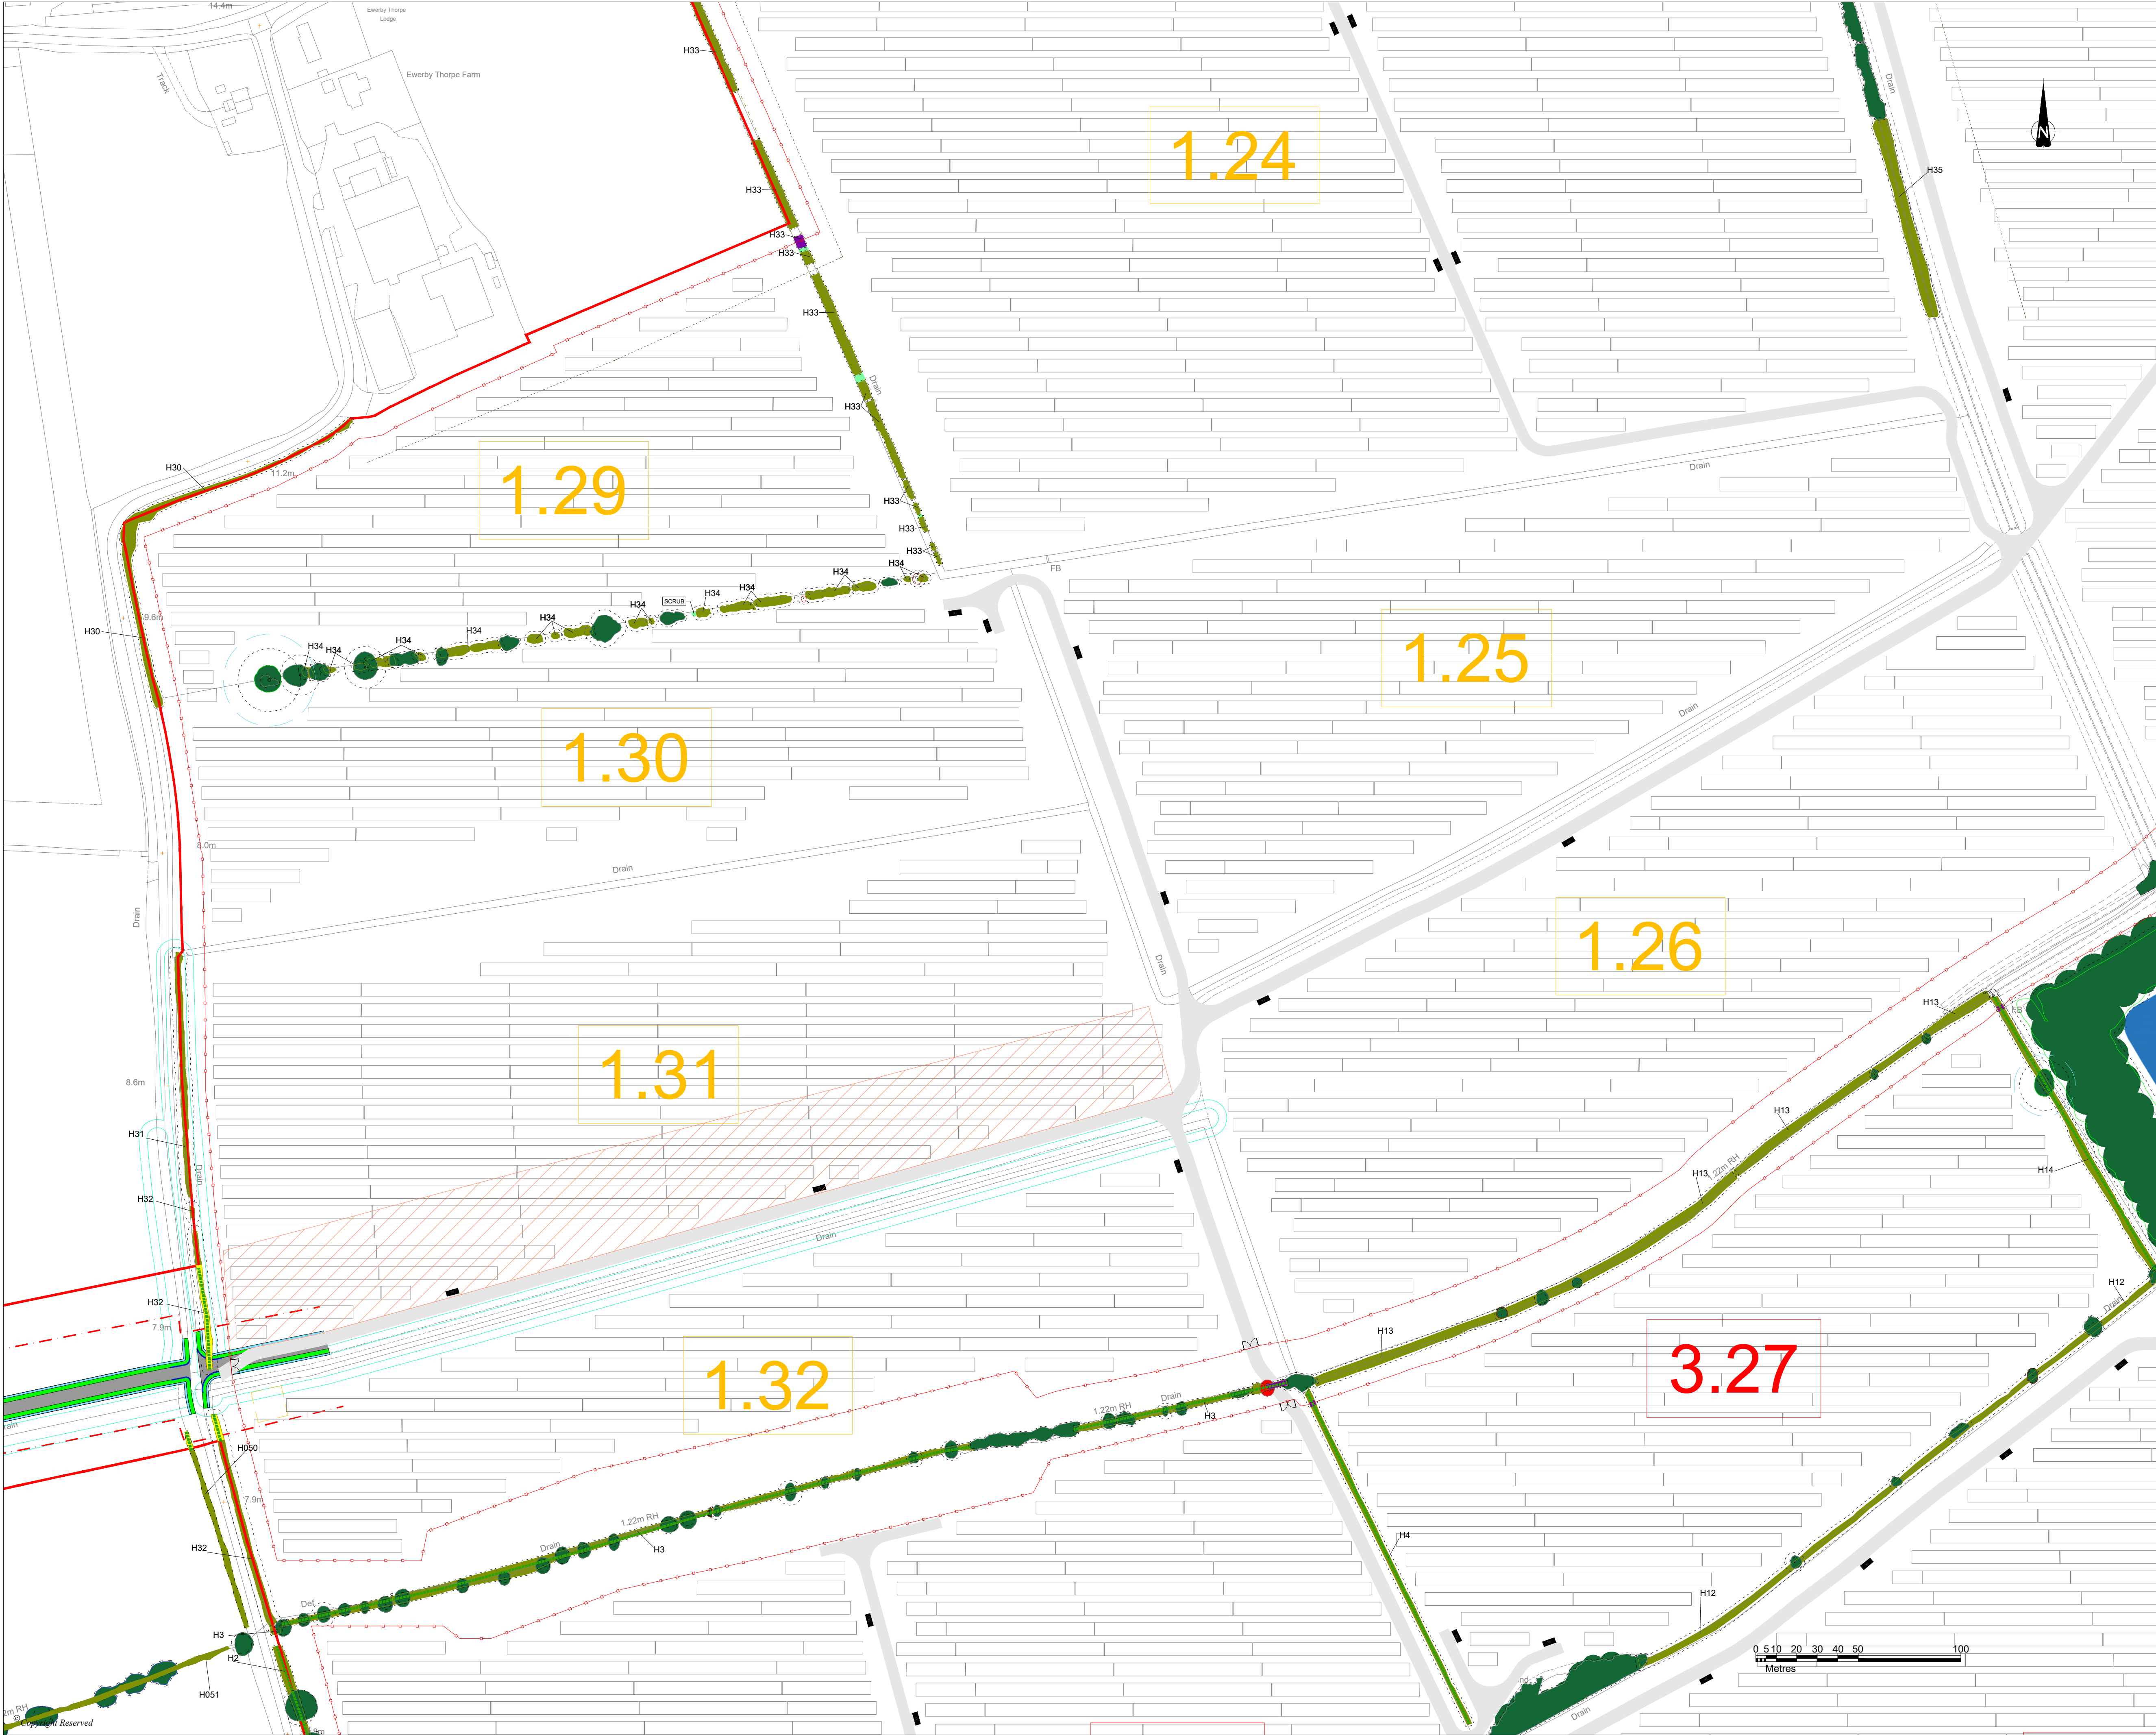 14.4m
Ewerby Thorpe
Lodge
Track
Ewerby Thorpe Farm
H33
1.24
Drain
N
H35
H33
H33
H33
H33
Drain
H33
H30
11.2m
1.29
Drain
H33
H33
H33
FB
H34
H34
H34
H34
SCRUB
H34
H34
H34
H34
H34
H34
9.6m
H30
1.25
Drain
1.30
8.0m
Drain
Drain
Drain
1.26
H13
FB
8.6m
1.31
H31
Drain
H13
H14
1.22m RH
H13
H32
Drain
H12
Drain
H32
7.9m
H13
3.27
1.32
Drain
1.22m RH
H3
H050
7.9m
1.22m RH
H3
Drain
H32
H4
H12
Def
H3
H2
H051
0 5 10 20 30 40 50 100
Metres
Drain
© Copyright Reserved